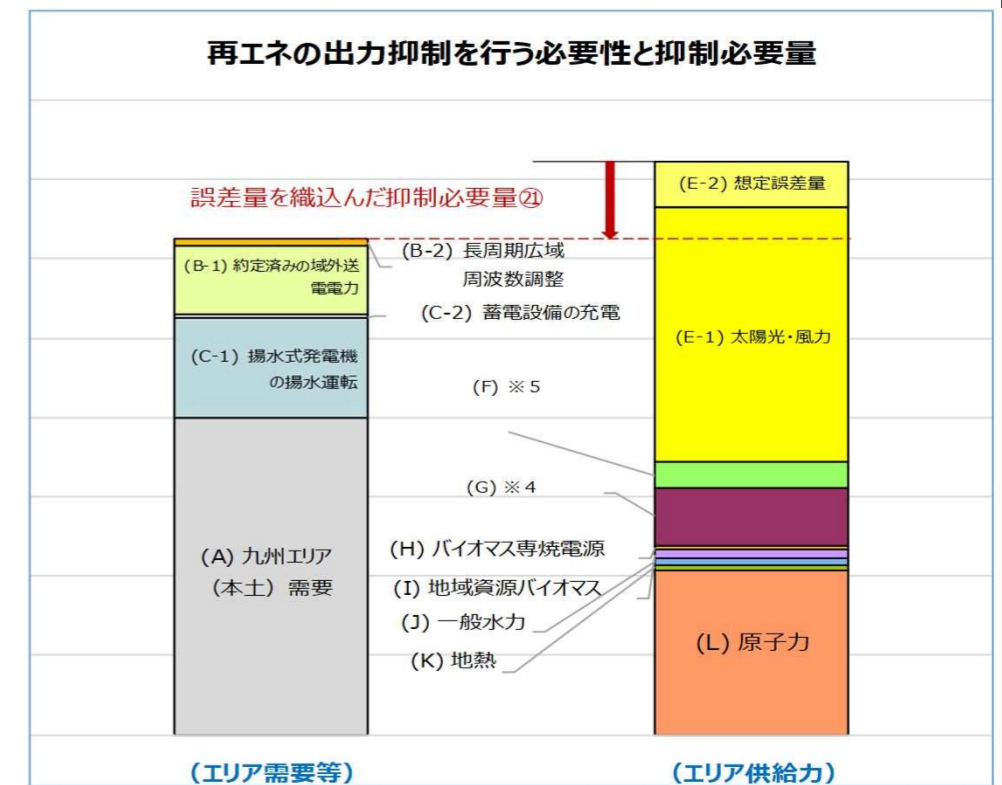 再エネの出力抑制を行う必要性と抑制必要量
誤差量を織込んだ抑制必要量㉑
(B-1) 約定済みの域外送
電電力
(C-1) 揚水式発電機
の揚水運転
(A) 九州エリア
（本土）需要
(B-2) 長周期広域
周波数調整
(C-2) 蓄電設備の充電
(F) ※５
(G) ※４
(H) バイオマス専焼電源
(I) 地域資源バイオマス
(J) 一般水力
(K) 地熱
(E-2) 想定誤差量
(E-1) 太陽光・風力
(L) 原子力
（エリア需要等）
（エリア供給力）